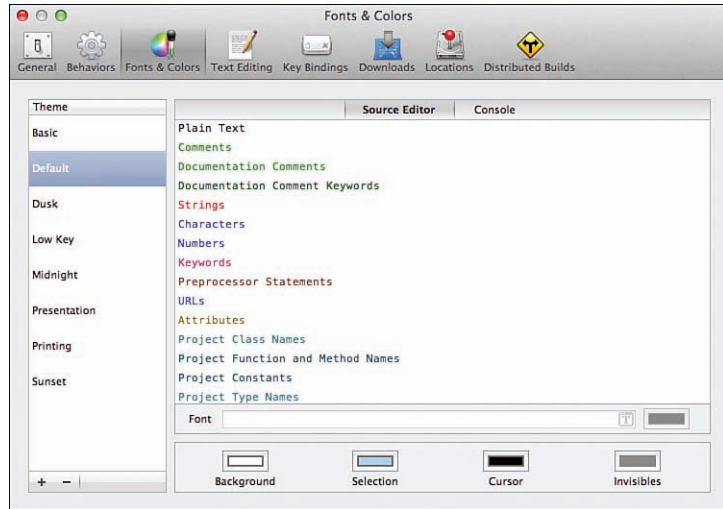 Fonts & Colors
General Behaviors Fonts & Colors Text Editing Key Bindings Downloads Locations Distributed Builds
Theme
Basic
Default
Dusk
Low Key
Midnight
Presentation
Printing
Sunset
+ -
Source Editor Console
Plain Text
Comments
Documentation Comments
Documentation Comment Keywords
Strings
Characters
Numbers
Keywords
Preprocessor Statements
URLs
Attributes
Project Class Names
Project Function and Method Names
Project Constants
Project Type Names
Font T
Background Selection Cursor Invisibles